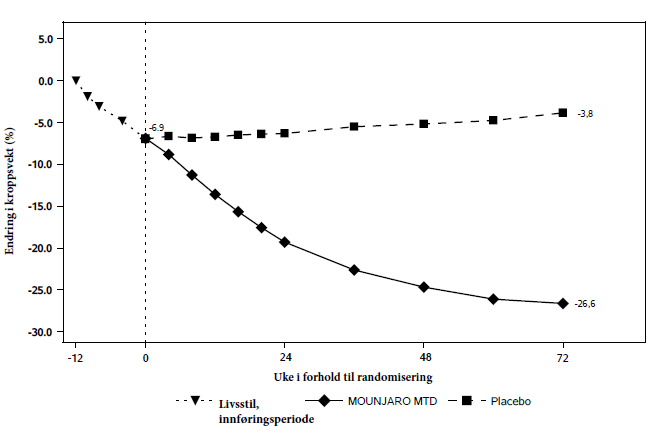 5.0
0.0
-5.0
-10.0
-15.0
-20.0
-25.0
-30.0
Endring i kroppsvekt (%)
-6.9
-3,8
-26,6
-12 0 24 48 72
Uke i forhold til randomisering
Livsstil,
innføringsperiode
MOUNJARO MTD
Placebo